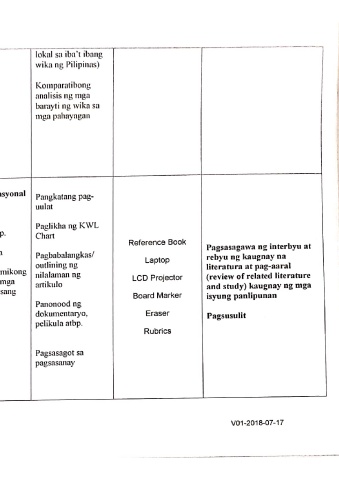 lokal sa iba't ibang
wika ng Pilipinas)
Komparatibong
analisis ng mga
barayti ng wika sa
mga pahayagan
asyonal
p.
a
mikong
mga
sang
Pangkatang pag-
uulat
Paglikha ng KWL
Chart
Pagbabalangkas/
outlining ng
nilalaman ng
artikulo
Panonood ng
dokumentaryo,
pelikula atbp.
Pagsasagot sa
pagsasanay
Reference Book
Laptop
LCD Projector
Board Marker
Eraser
Rubrics
Pagsasagawa ng interbyu at
rebyu ng kaugnay na
literatura at pag-aaral
(review of related literature
and study) kaugnay ng mga
isyung panlipunan
Pagsusulit
V01-2018-07-17